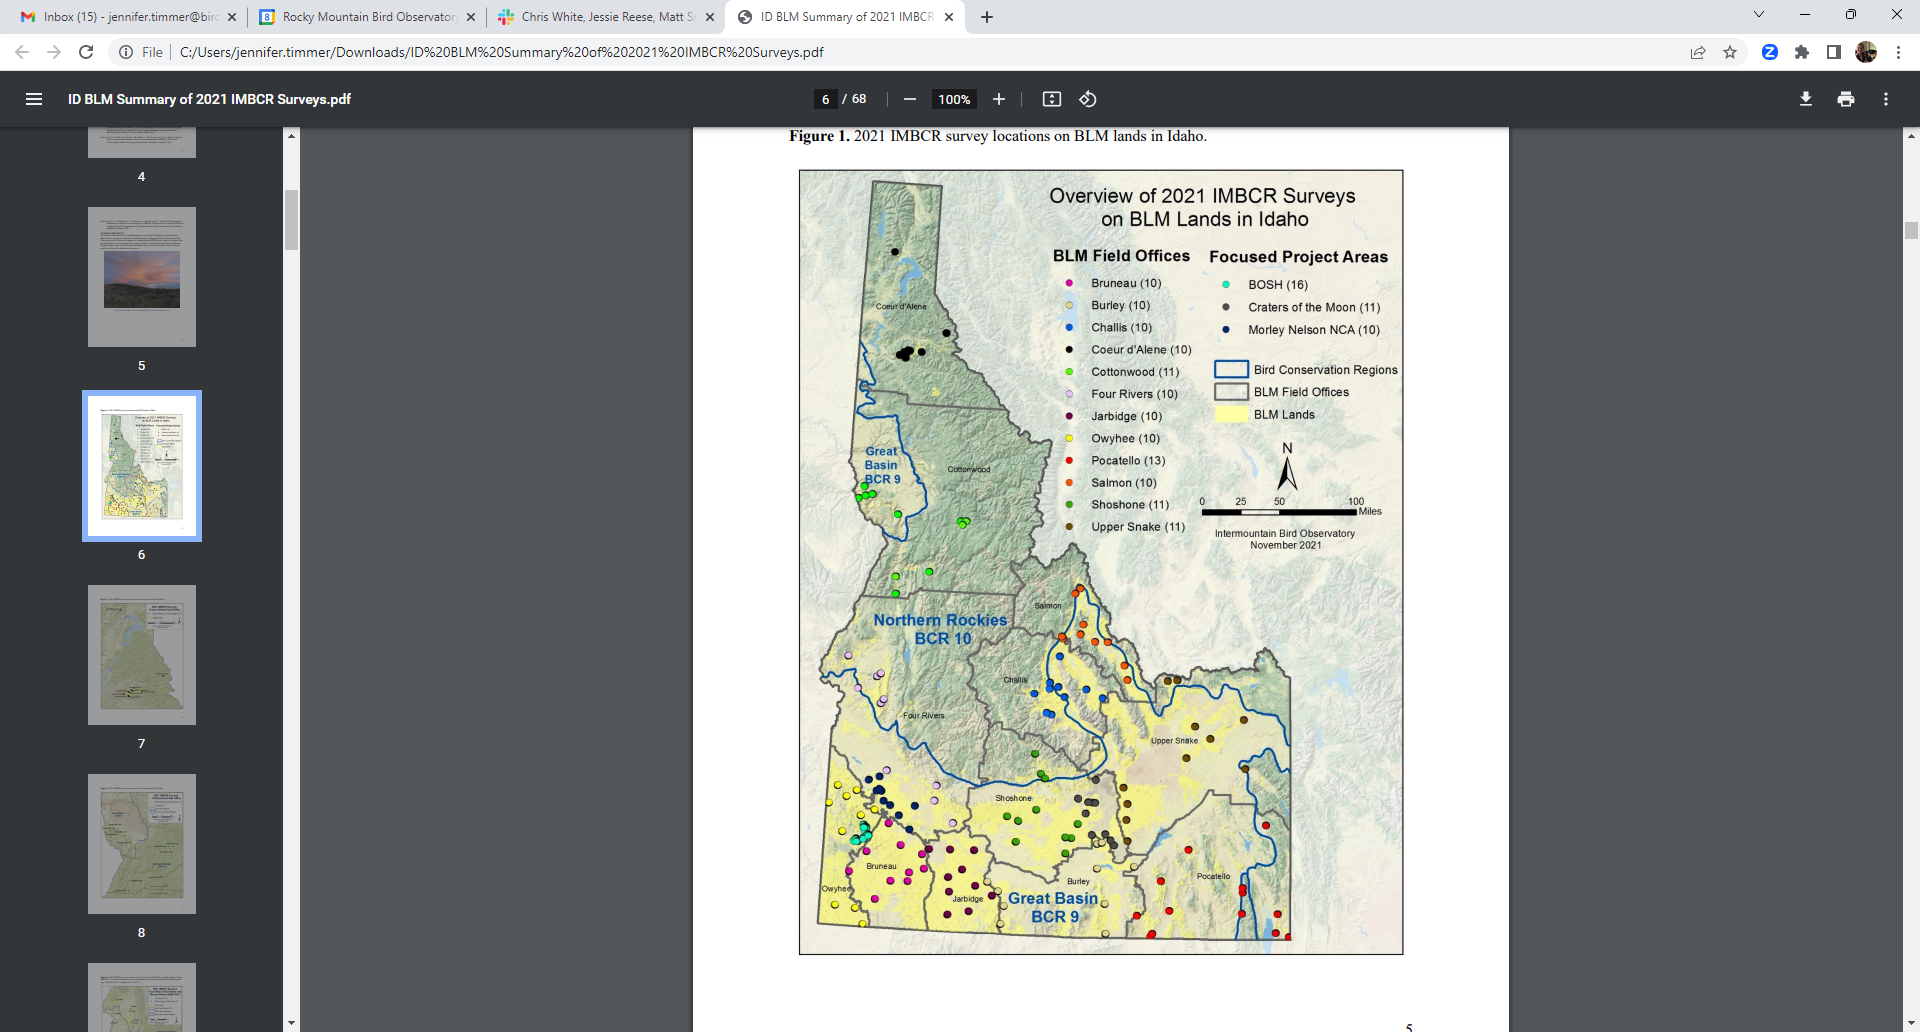 Inbox (15) - jennifer.timmer@bir
Rocky Mountain Bird Observatory
Chris White, Jessie Reese, Matt S
ID BLM Summary of 2021 IMBCR
File
C:/Users/jennifer.timmer/Downloads/ID%20BLM%20Summary%20of%202021%20IMBCR%20Surveys.pdf
ID BLM Summary of 2021 IMBCR Surveys.pdf
6 / 68
100%
4
5
6
7
8
Figure 1. 2021 IMBCR survey locations on BLM lands in Idaho.
Overview of 2021 IMBCR Surveys
on BLM Lands in Idaho
BLM Field Offices
Bruneau (10)
Burley (10)
Challis (10)
Coeur d'Alene (10)
Cottonwood (11)
Four Rivers (10)
Jarbidge (10)
Owyhee (10)
Pocatello (13)
Salmon (10)
Shoshone (11)
Upper Snake (11)
Focused Project Areas
BOSH (16)
Craters of the Moon (11)
Morley Nelson NCA (10)
Bird Conservation Regions
BLM Field Offices
BLM Lands
N
0 25 50 100
Miles
Intermountain Bird Observatory
November 2021
Coeur d'Alene
Great
Basin
BCR 9
Cottonwood
Salmon
Northern Rockies
BCR 10
Challis
Four Rivers
Upper Snake
Shoshone
Bruneau
Owyhee
Jarbidge
Burley
Pocatello
Great Basin
BCR 9
5